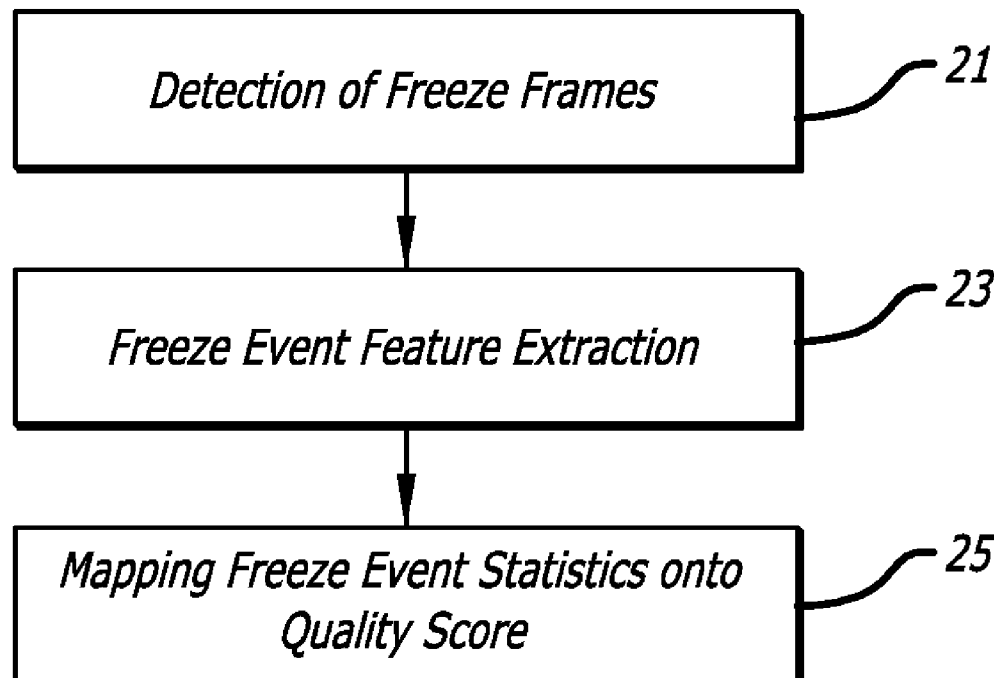 Detection of Freeze Frames
21
Freeze Event Feature Extraction
23
Mapping Freeze Event Statistics onto
Quality Score
25